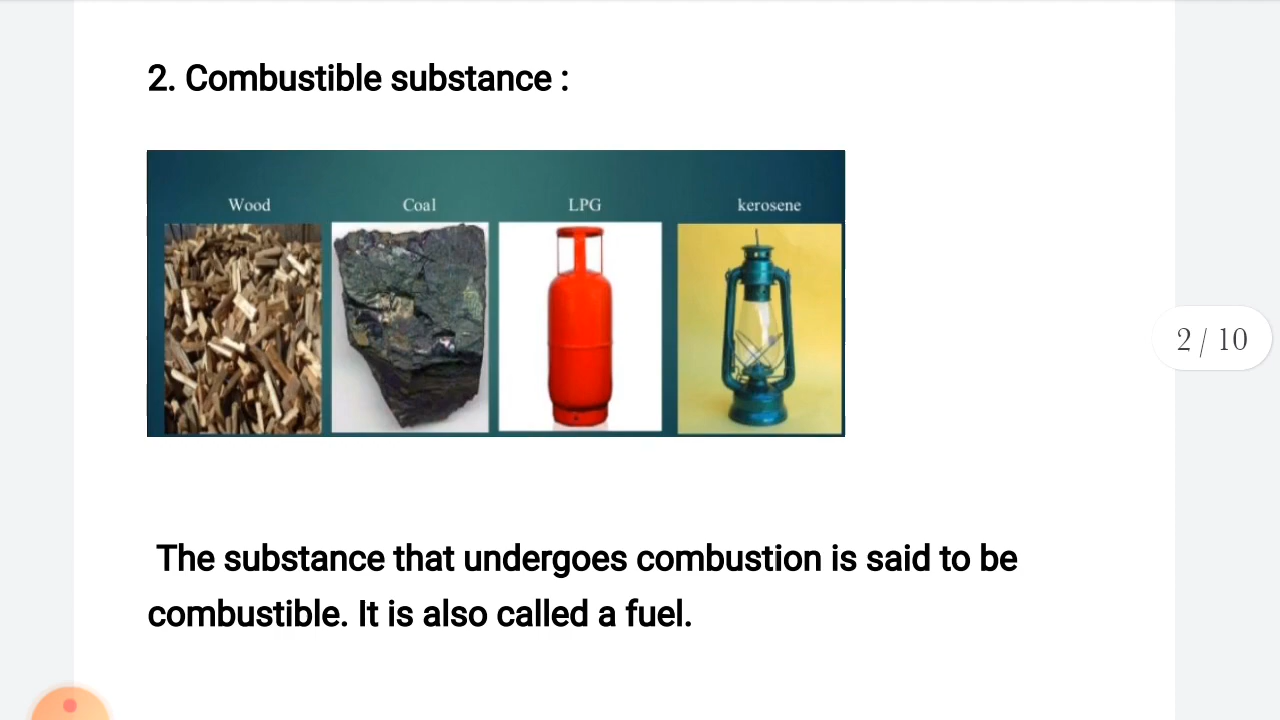 2. Combustible substance :
Wood Coal LPG kerosene
2 / 10
The substance that undergoes combustion is said to be
combustible. It is also called a fuel.